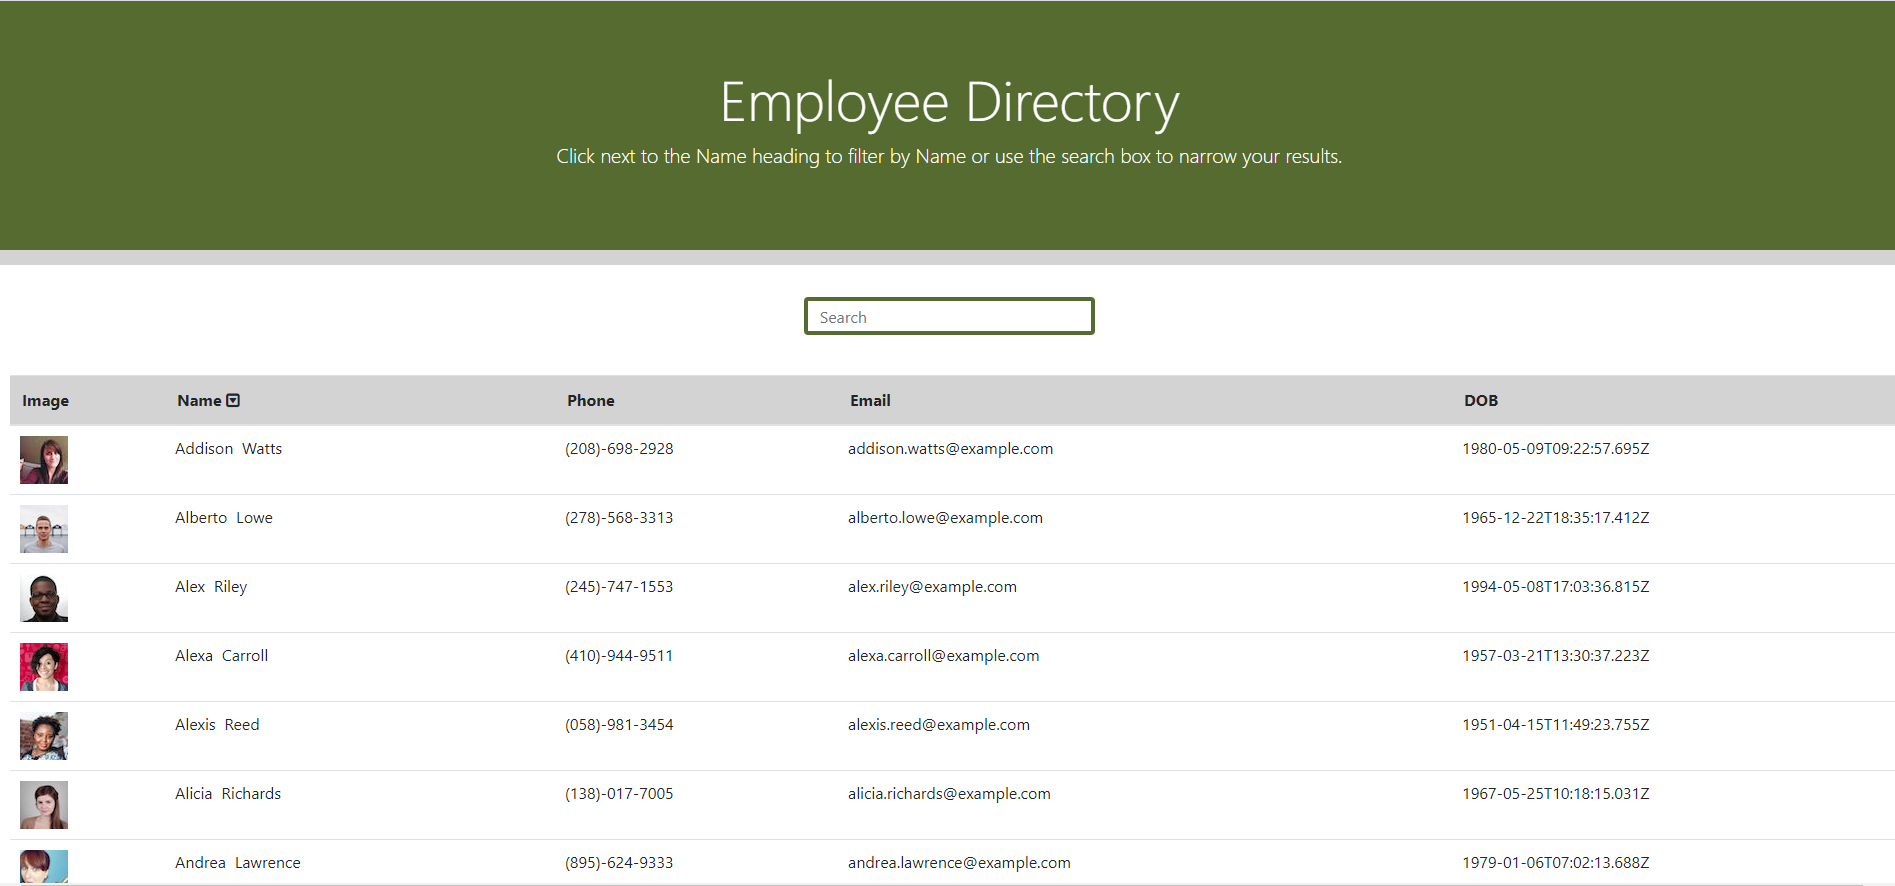 Employee Directory
Click next to the Name heading to filter by Name or use the search box to narrow your results.
Search
Image Name Phone Email DOB
Addison Watts (208)-698-2928 addison.watts@example.com 1980-05-09T09:22:57.695Z
Alberto Lowe (278)-568-3313 alberto.lowe@example.com 1965-12-22T18:35:17.412Z
Alex Riley (245)-747-1553 alex.riley@example.com 1994-05-08T17:03:36.815Z
Alexa Carroll (410)-944-9511 alexa.carroll@example.com 1957-03-21T13:30:37.223Z
Alexis Reed (058)-981-3454 alexis.reed@example.com 1951-04-15T11:49:23.755Z
Alicia Richards (138)-017-7005 alicia.richards@example.com 1967-05-25T10:18:15.031Z
Andrea Lawrence (895)-624-9333 andrea.lawrence@example.com 1979-01-06T07:02:13.688Z